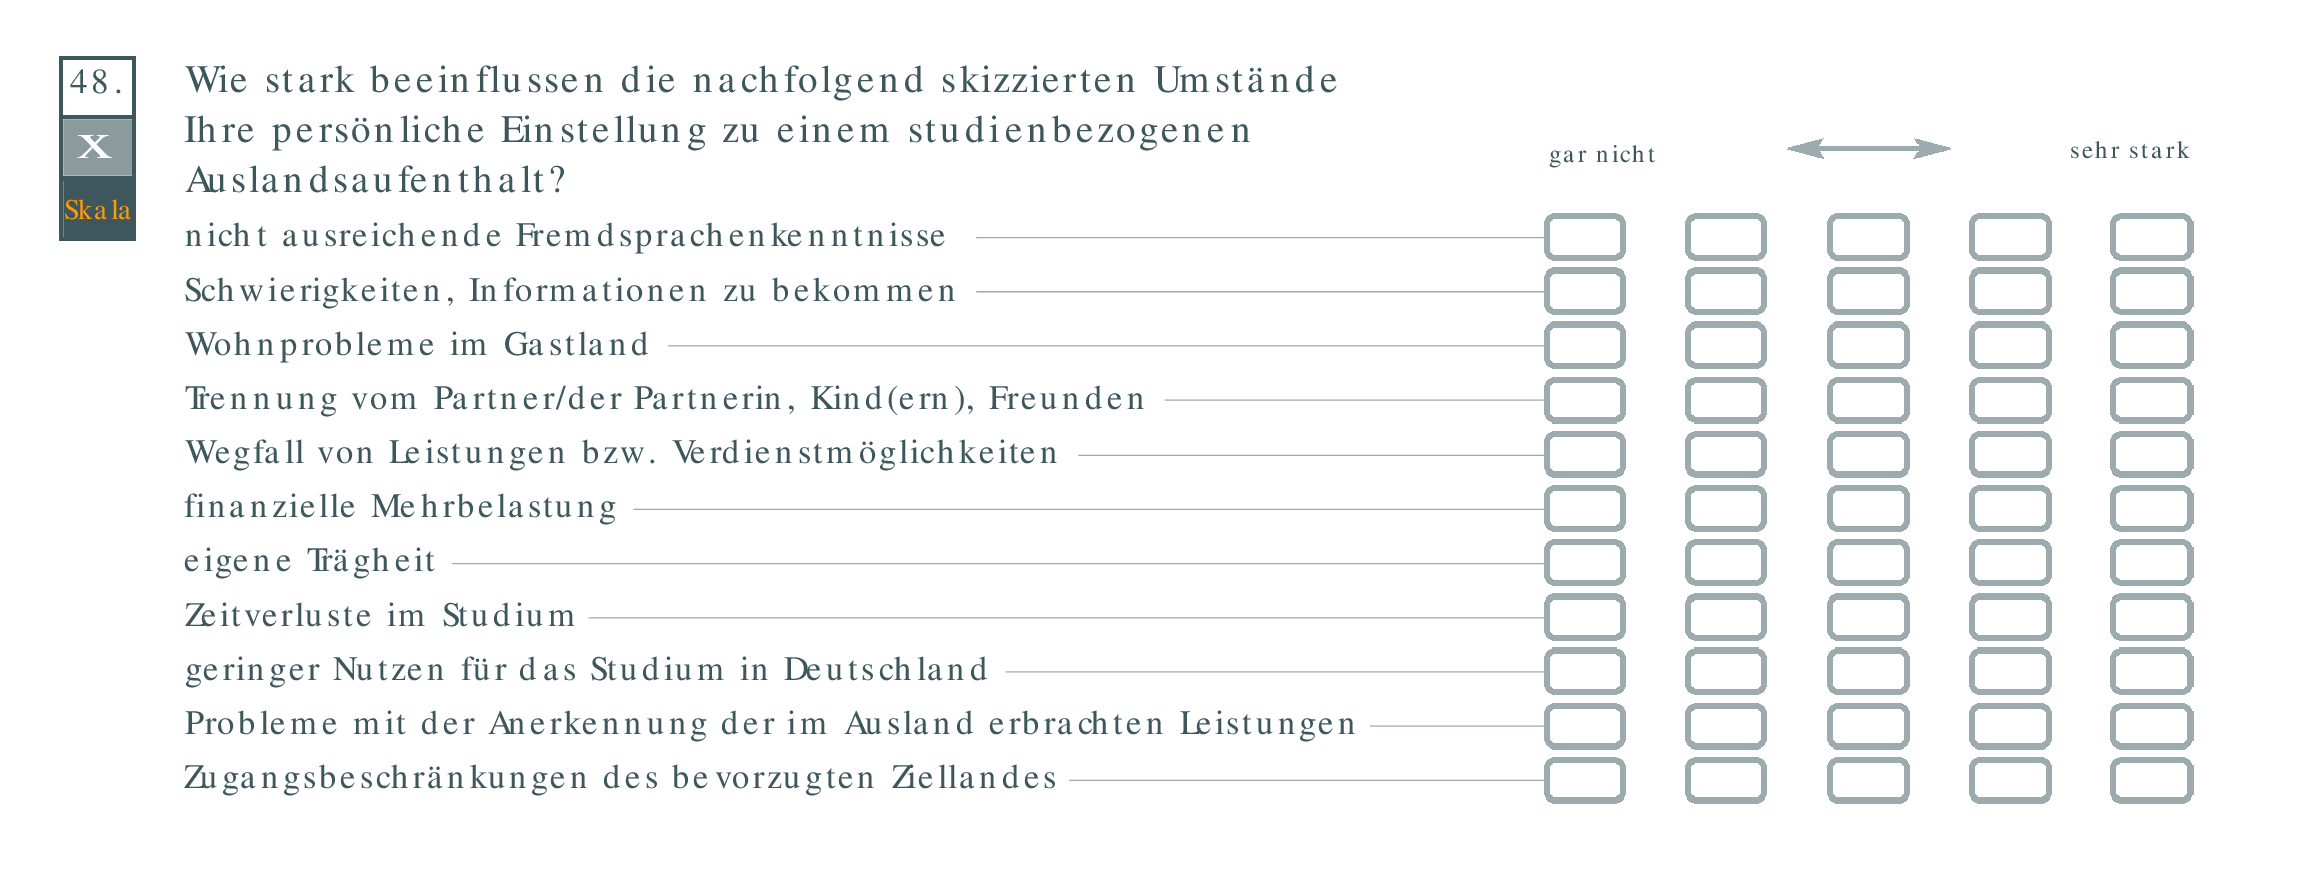 48.
X
Skala
Wie stark beeinflussen die nachfolgend skizzierten Umstände
Ihre persönliche Einstellung zu einem studienbezogenen
Auslandsaufenthalt?
gar nicht
sehr stark
nicht ausreichende Fremdsprachenkenntnisse
Schwierigkeiten, Informationen zu bekommen
Wohnprobleme im Gastland
Trennung vom Partner/der Partnerin, Kind(ern), Freunden
Wegfall von Leistungen bzw. Verdienstmöglichkeiten
finanzielle Mehrbelastung
eigene Trägheit
Zeitverluste im Studium
geringer Nutzen für das Studium in Deutschland
Probleme mit der Anerkennung der im Ausland erbrachten Leistungen
Zugangsbeschränkungen des bevorzugten Ziellandes